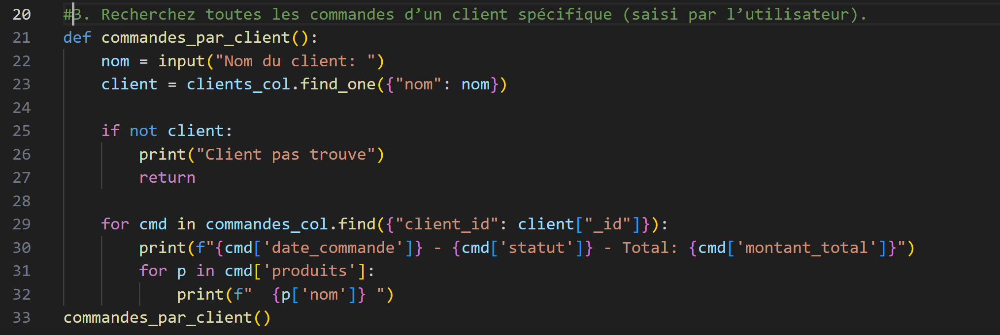 20 #3. Recherchez toutes les commandes d’un client spécifique (saisi par l’utilisateur).
21 def commandes_par_client():
22     nom = input("Nom du client: ")
23     client = clients_col.find_one({"nom": nom})
24
25     if not client:
26         print("Client pas trouve")
27         return
28
29     for cmd in commandes_col.find({"client_id": client["_id"]}):
30         print(f"{cmd['date_commande']} - {cmd['statut']} - Total: {cmd['montant_total']}")
31         for p in cmd['produits']:
32             print(f"  {p['nom']} ")
33 commandes_par_client()